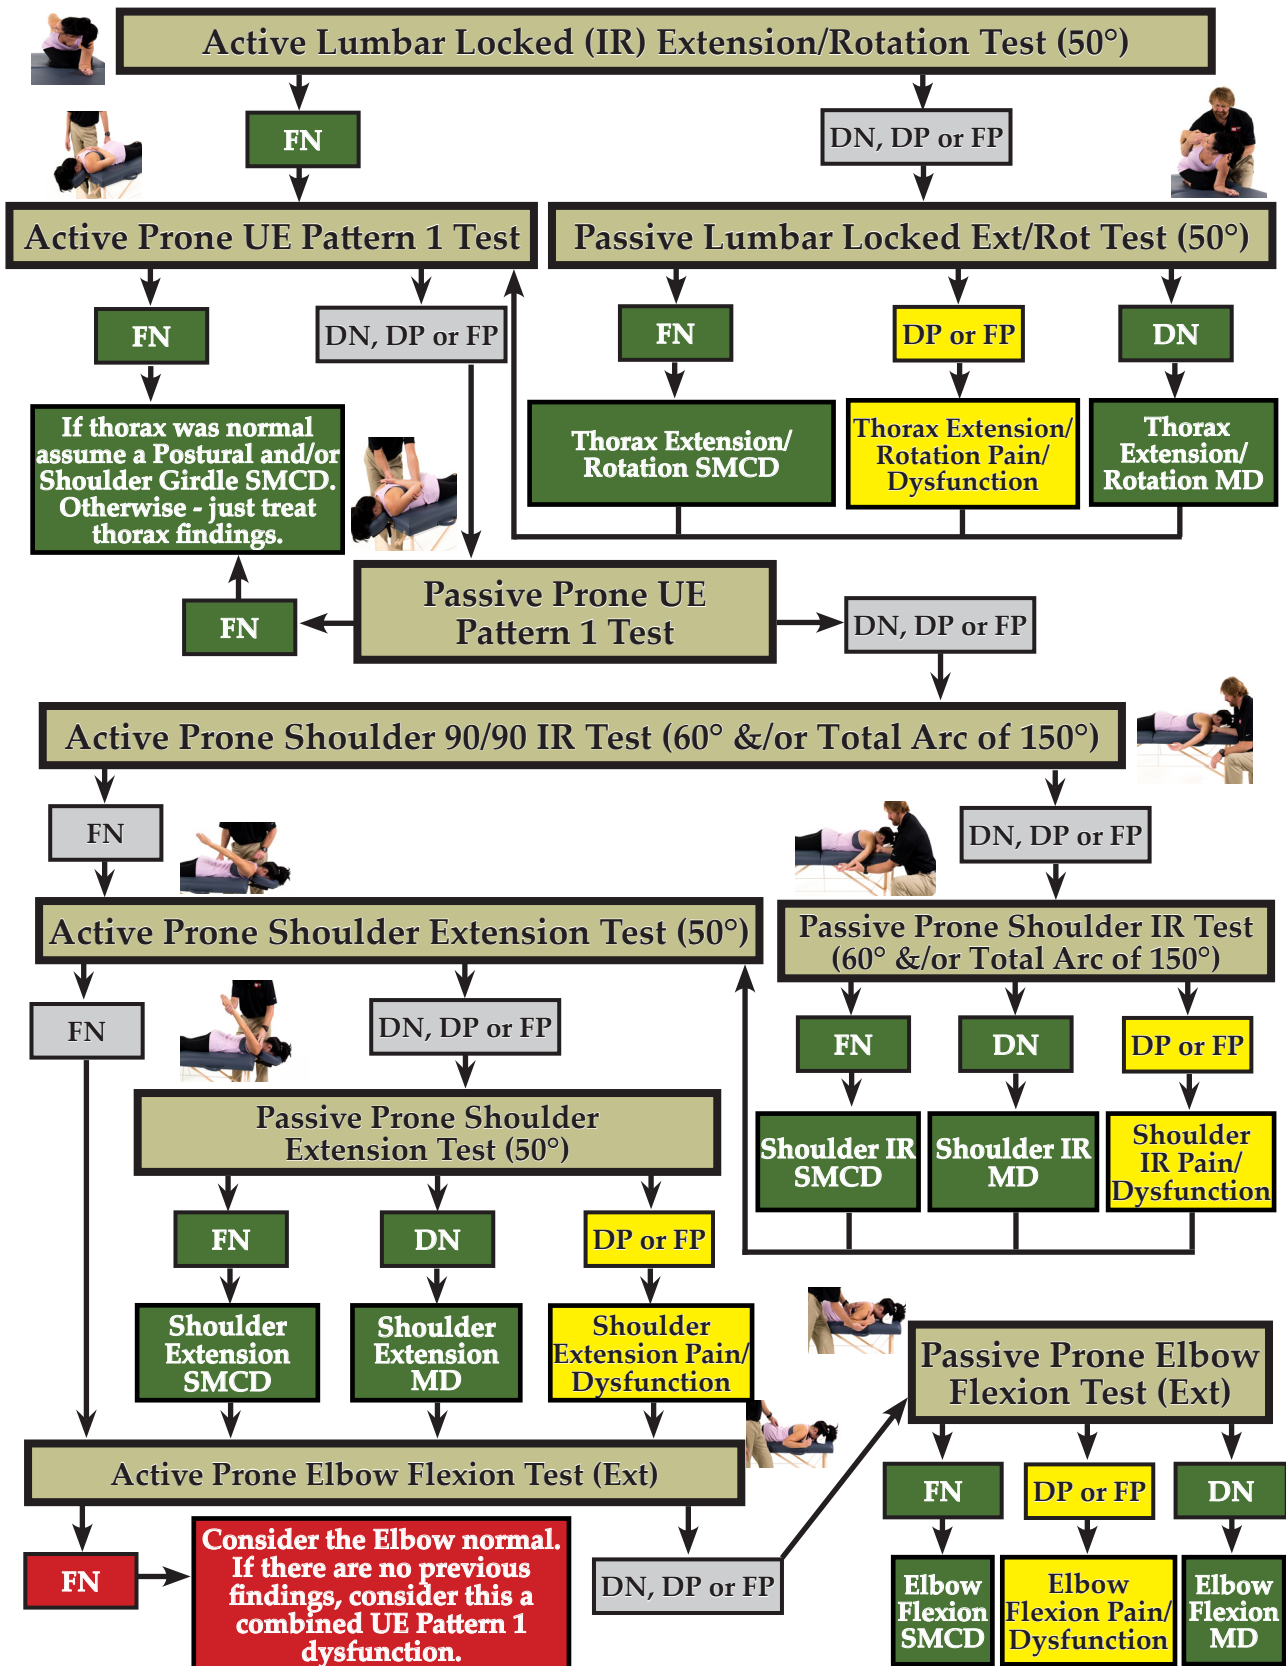 Active Lumbar Locked (IR) Extension/Rotation Test (50°)
FN
DN, DP or FP
Active Prone UE Pattern 1 Test
Passive Lumbar Locked Ext/Rot Test (50°)
FN
DN, DP or FP
FN
DP or FP
DN
If thorax was normal
assume a Postural and/or
Shoulder Girdle SMCD.
Otherwise - just treat
thorax findings.
Thorax Extension/
Rotation SMCD
Thorax Extension/
Rotation Pain/
Dysfunction
Thorax
Extension/
Rotation MD
Passive Prone UE
Pattern 1 Test
FN
DN, DP or FP
Active Prone Shoulder 90/90 IR Test (60° &/or Total Arc of 150°)
FN
DN, DP or FP
Active Prone Shoulder Extension Test (50°)
Passive Prone Shoulder IR Test
(60° &/or Total Arc of 150°)
FN
DN, DP or FP
FN
DN
DP or FP
Passive Prone Shoulder
Extension Test (50°)
Shoulder IR
SMCD
Shoulder IR
MD
Shoulder
IR Pain/
Dysfunction
FN
DN
DP or FP
Shoulder
Extension
SMCD
Shoulder
Extension
MD
Shoulder
Extension Pain/
Dysfunction
Passive Prone Elbow
Flexion Test (Ext)
Active Prone Elbow Flexion Test (Ext)
FN
DP or FP
DN
FN
Consider the Elbow normal.
If there are no previous
findings, consider this a
combined UE Pattern 1
dysfunction.
DN, DP or FP
Elbow
Flexion
SMCD
Elbow
Flexion Pain/
Dysfunction
Elbow
Flexion
MD